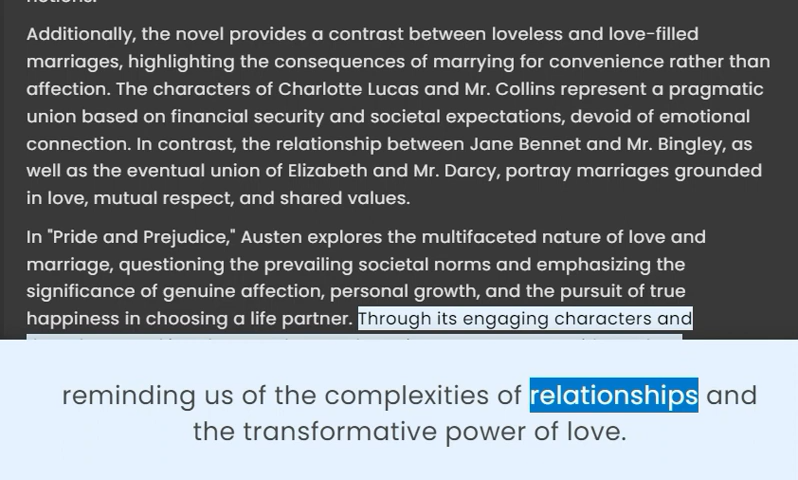 Additionally, the novel provides a contrast between loveless and love-filled
marriages, highlighting the consequences of marrying for convenience rather than
affection. The characters of Charlotte Lucas and Mr. Collins represent a pragmatic
union based on financial security and societal expectations, devoid of emotional
connection. In contrast, the relationship between Jane Bennet and Mr. Bingley, as
well as the eventual union of Elizabeth and Mr. Darcy, portray marriages grounded
in love, mutual respect, and shared values.
In "Pride and Prejudice," Austen explores the multifaceted nature of love and
marriage, questioning the prevailing societal norms and emphasizing the
significance of genuine affection, personal growth, and the pursuit of true
happiness in choosing a life partner. Through its engaging characters and
reminding us of the complexities of relationships and
the transformative power of love.